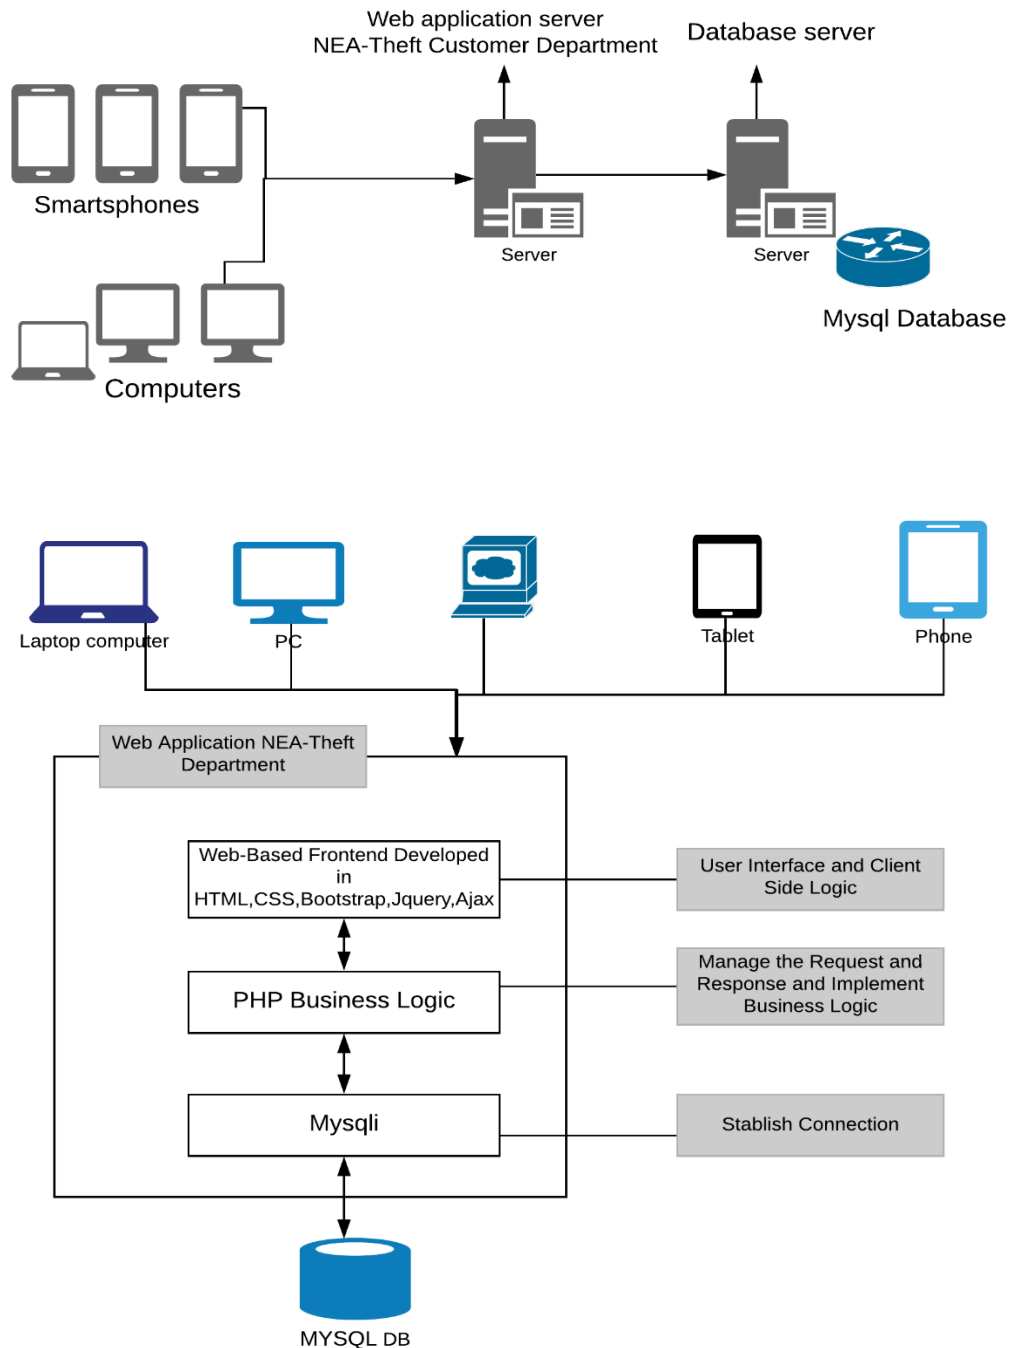 Web application server
NEA-Theft Customer Department
Database server
Smartsphones
Server
Server
Mysql Database
Computers
Laptop computer
PC
Tablet
Phone
Web Application NEA-Theft
Department
Web-Based Frontend Developed
in
HTML,CSS,Bootstrap,Jquery,Ajax
User Interface and Client
Side Logic
PHP Business Logic
Manage the Request and
Response and Implement
Business Logic
Mysqli
Stablish Connection
MYSQL DB